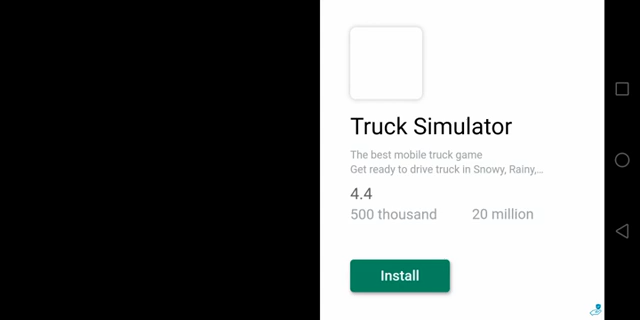 Truck Simulator
The best mobile truck game
Get ready to drive truck in Snowy, Rainy,...
4.4
500 thousand 20 million
Install